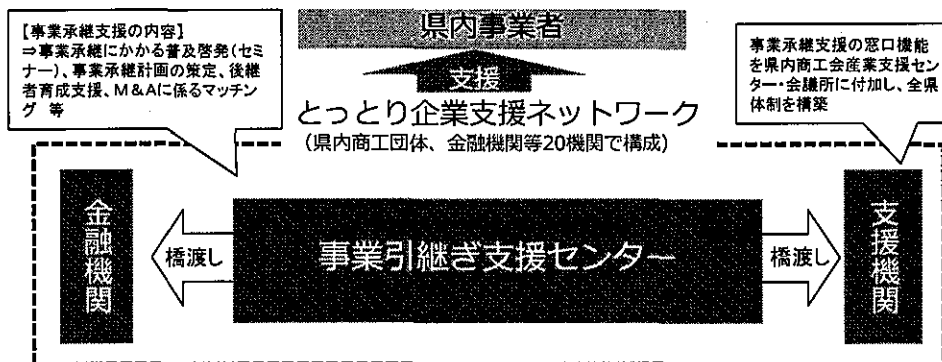 【事業承継支援の内容】
⇒事業承継にかかる普及啓発(セミ
ナー)、事業承継計画の策定、後継
者育成支援、M&Aに係るマッチン
グ 等
県内事業者
支援
とっとり企業支援ネットワーク
(県内商工団体、金融機関等20機関で構成)
事業承継支援の窓口機能
を県内商工会産業支援セン
ター・会議所に付加し、全県
体制を構築
金融機関
橋渡し
事業引継ぎ支援センター
橋渡し
支援機関